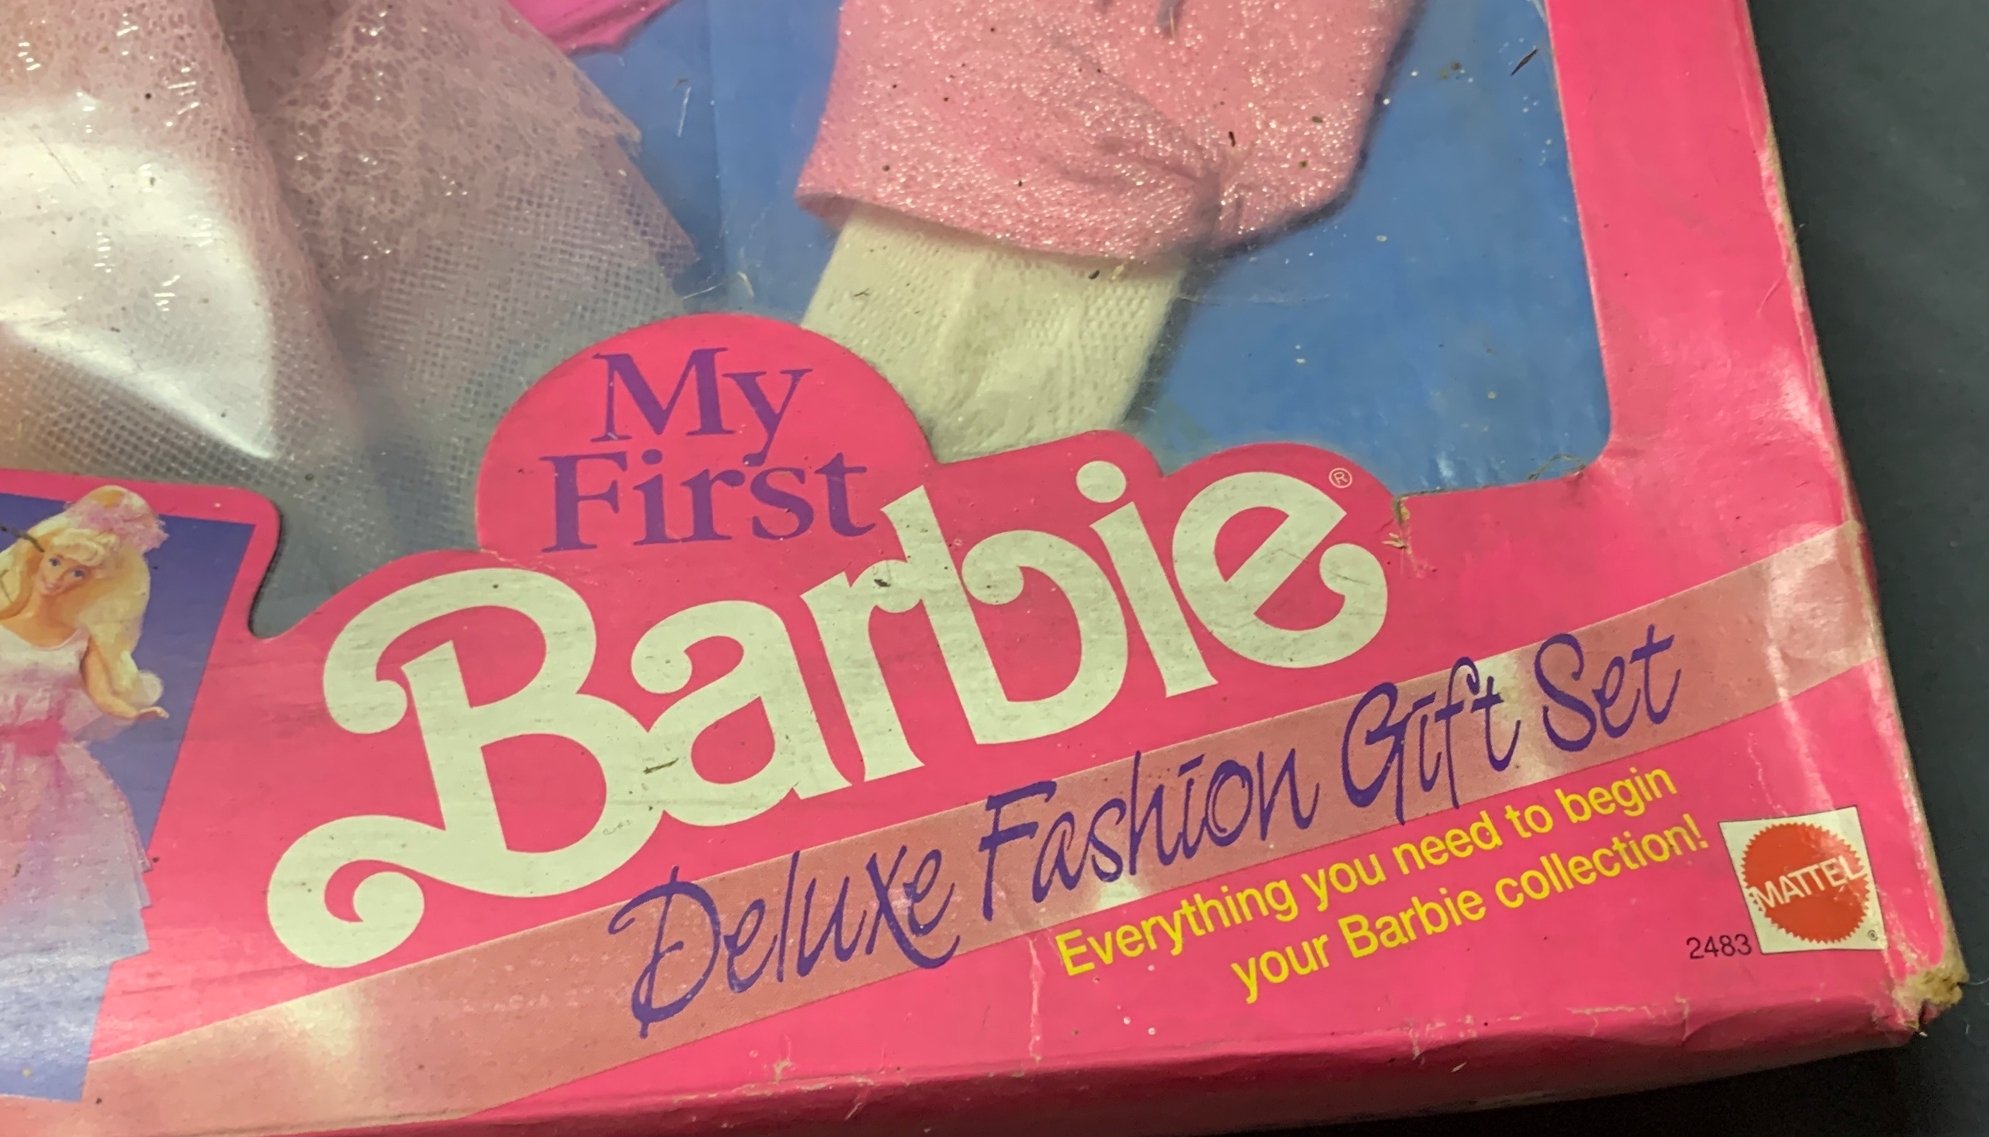 My
First
Barbie®
Deluxe Fashion Gift Set
Everything you need to begin
your Barbie collection!
2483
MATTEL®